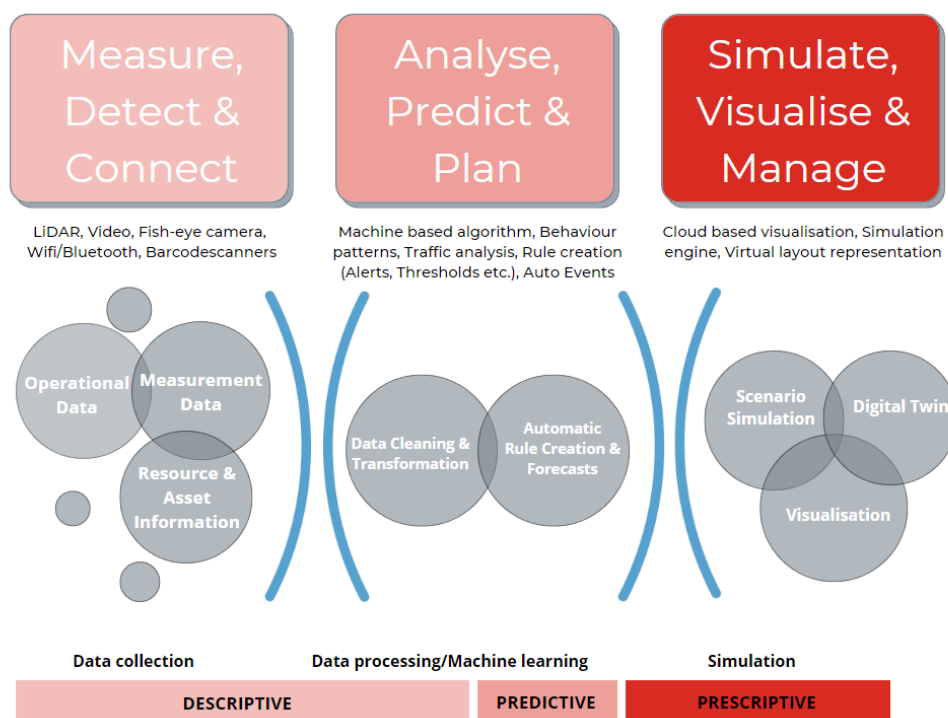 Measure,
Detect &
Connect
Analyse,
Predict &
Plan
Simulate,
Visualise &
Manage
LiDAR, Video, Fish-eye camera,
Wifi/Bluetooth, Barcodescanners
Machine based algorithm, Behaviour
patterns, Traffic analysis, Rule creation
(Alerts, Thresholds etc.), Auto Events
Cloud based visualisation, Simulation
engine, Virtual layout representation
Operational
Data
Measurement
Data
Resource &
Asset
Information
Data Cleaning &
Transformation
Automatic
Rule Creation &
Forecasts
Scenario
Simulation
Digital Twin
Visualisation
Data collection
Data processing/Machine learning
Simulation
DESCRIPTIVE
PREDICTIVE
PRESCRIPTIVE